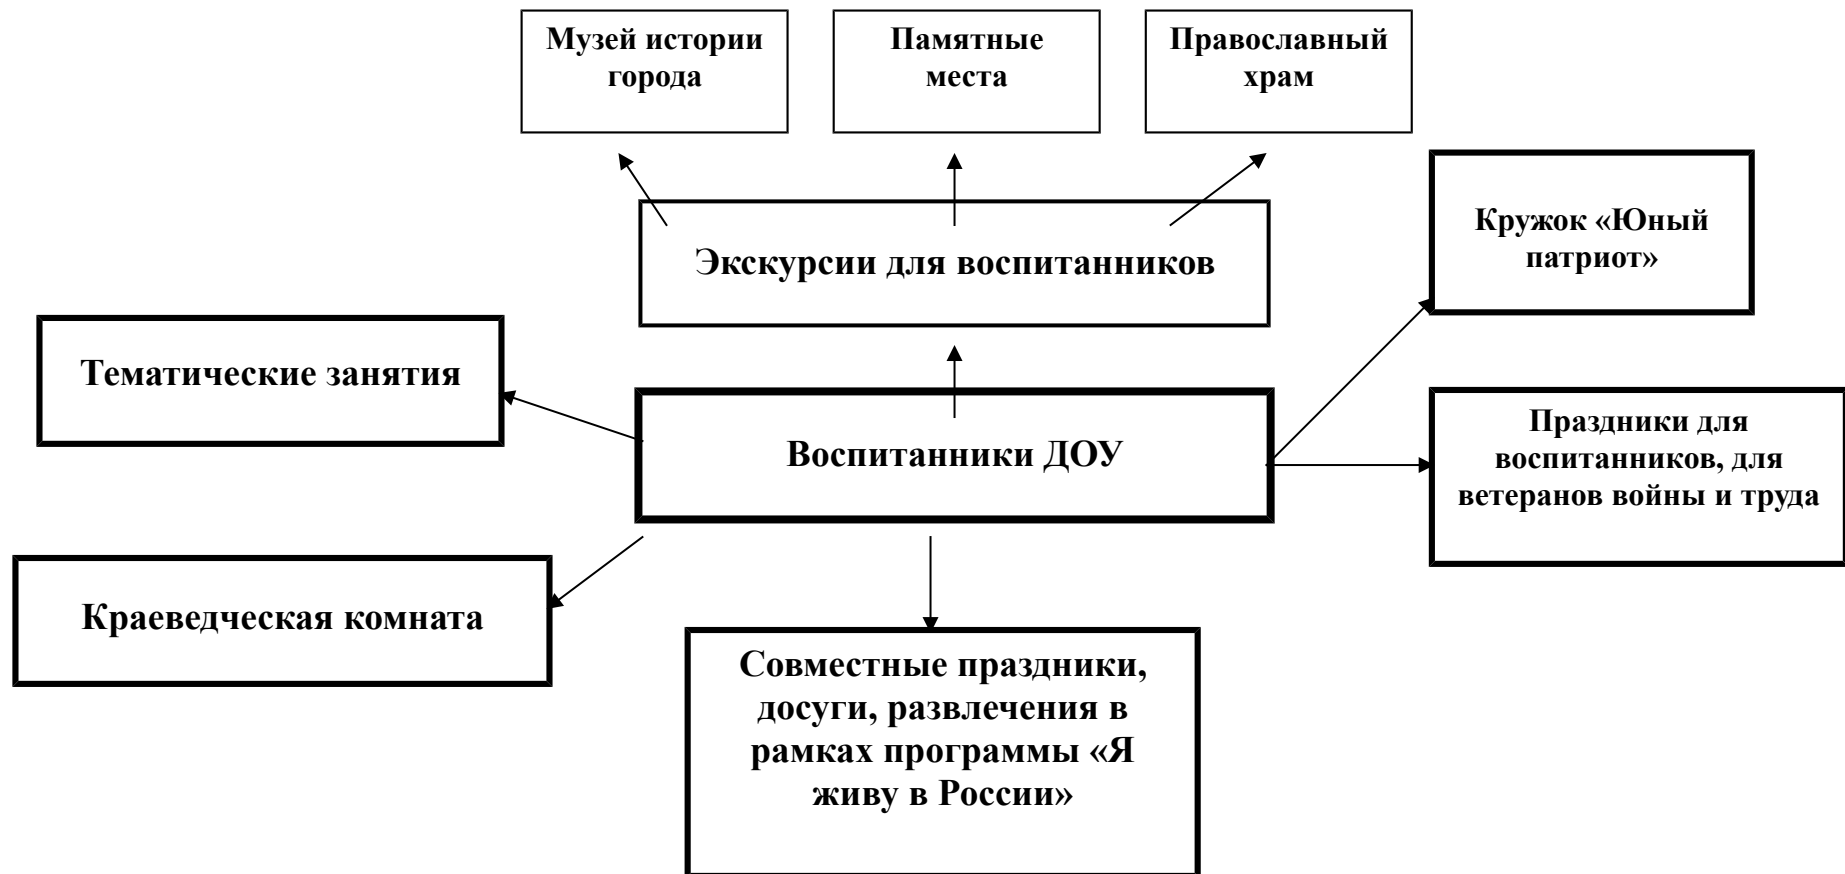 Музей истории
города
Памятные
места
Православный
храм
Кружок «Юный
патриот»
Экскурсии для воспитанников
Тематические занятия
Воспитанники ДОУ
Праздники для
воспитанников, для
ветеранов войны и труда
Краеведческая комната
Совместные праздники,
досуги, развлечения в
рамках программы «Я
живу в России»